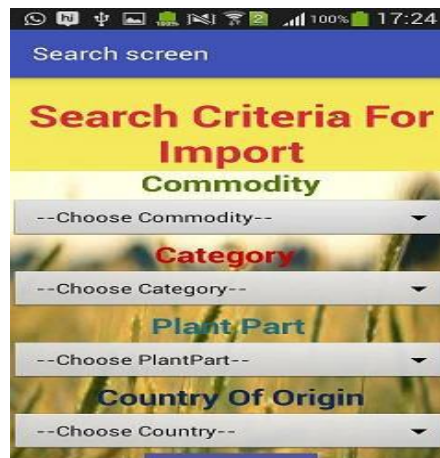 100% 17:24
Search screen
Search Criteria For
Import
Commodity
--Choose Commodity--
Category
--Choose Category--
Plant Part
--Choose PlantPart--
Country Of Origin
--Choose Country--